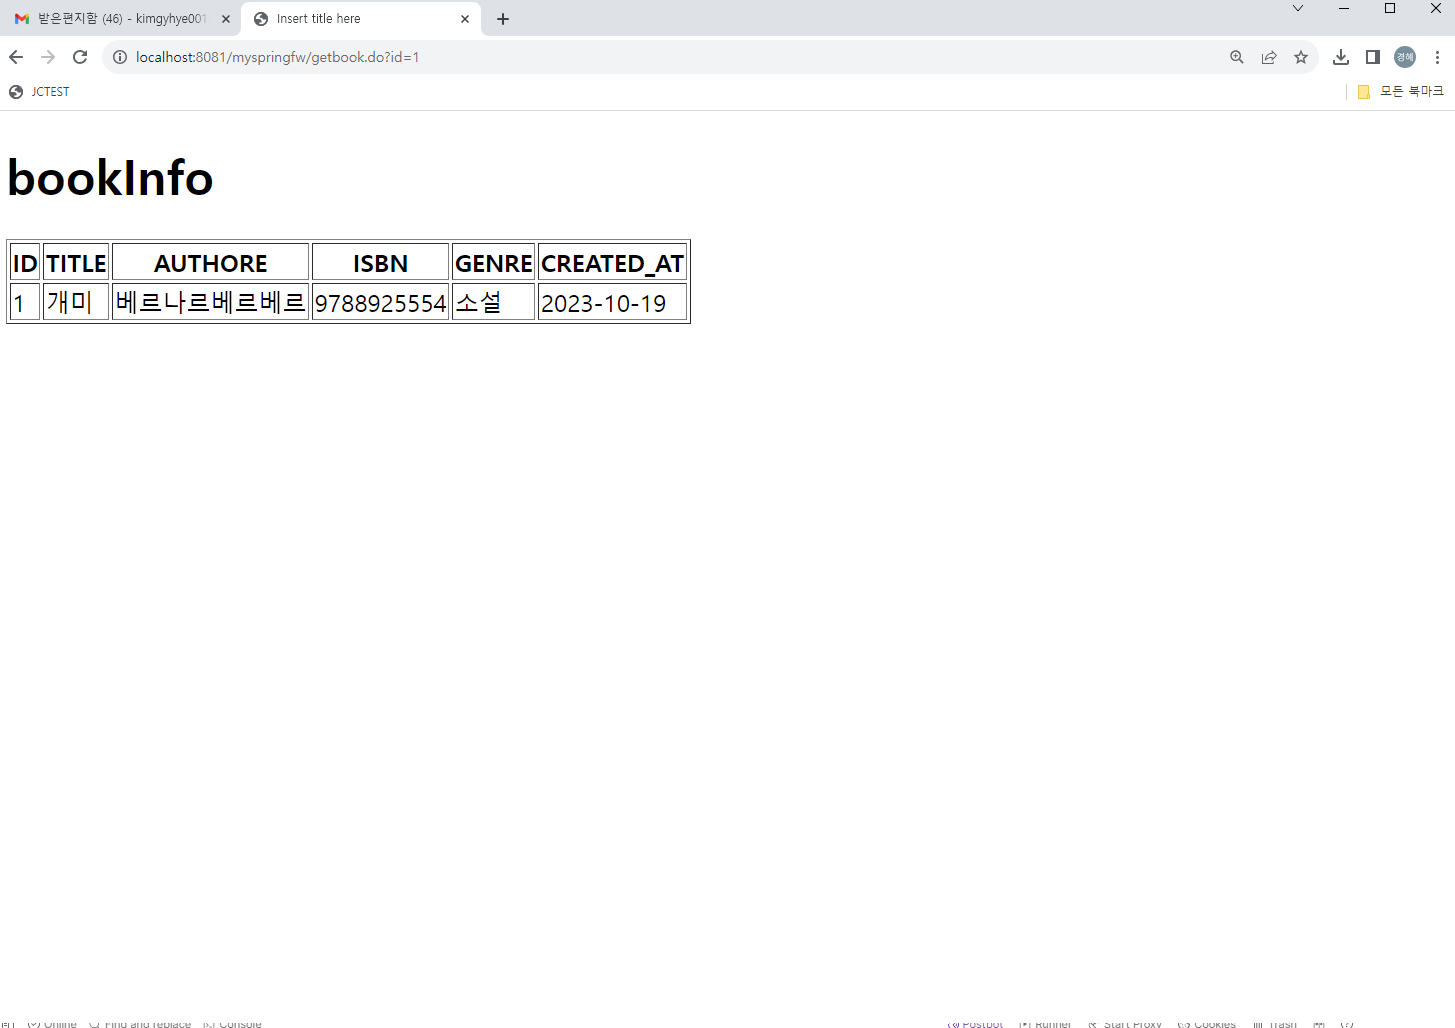 받은편지함 (46) - kimgyhye001
Insert title here
localhost:8081/myspringfw/getbook.do?id=1
경혜
JCTEST
모든 북마크
bookInfo
ID TITLE AUTHORE ISBN GENRE CREATED_AT
1 개미 베르나르베르베르 9788925554 소설 2023-10-19
Online Find and replace Console Postbot Runner Start Proxy Cookies Trash